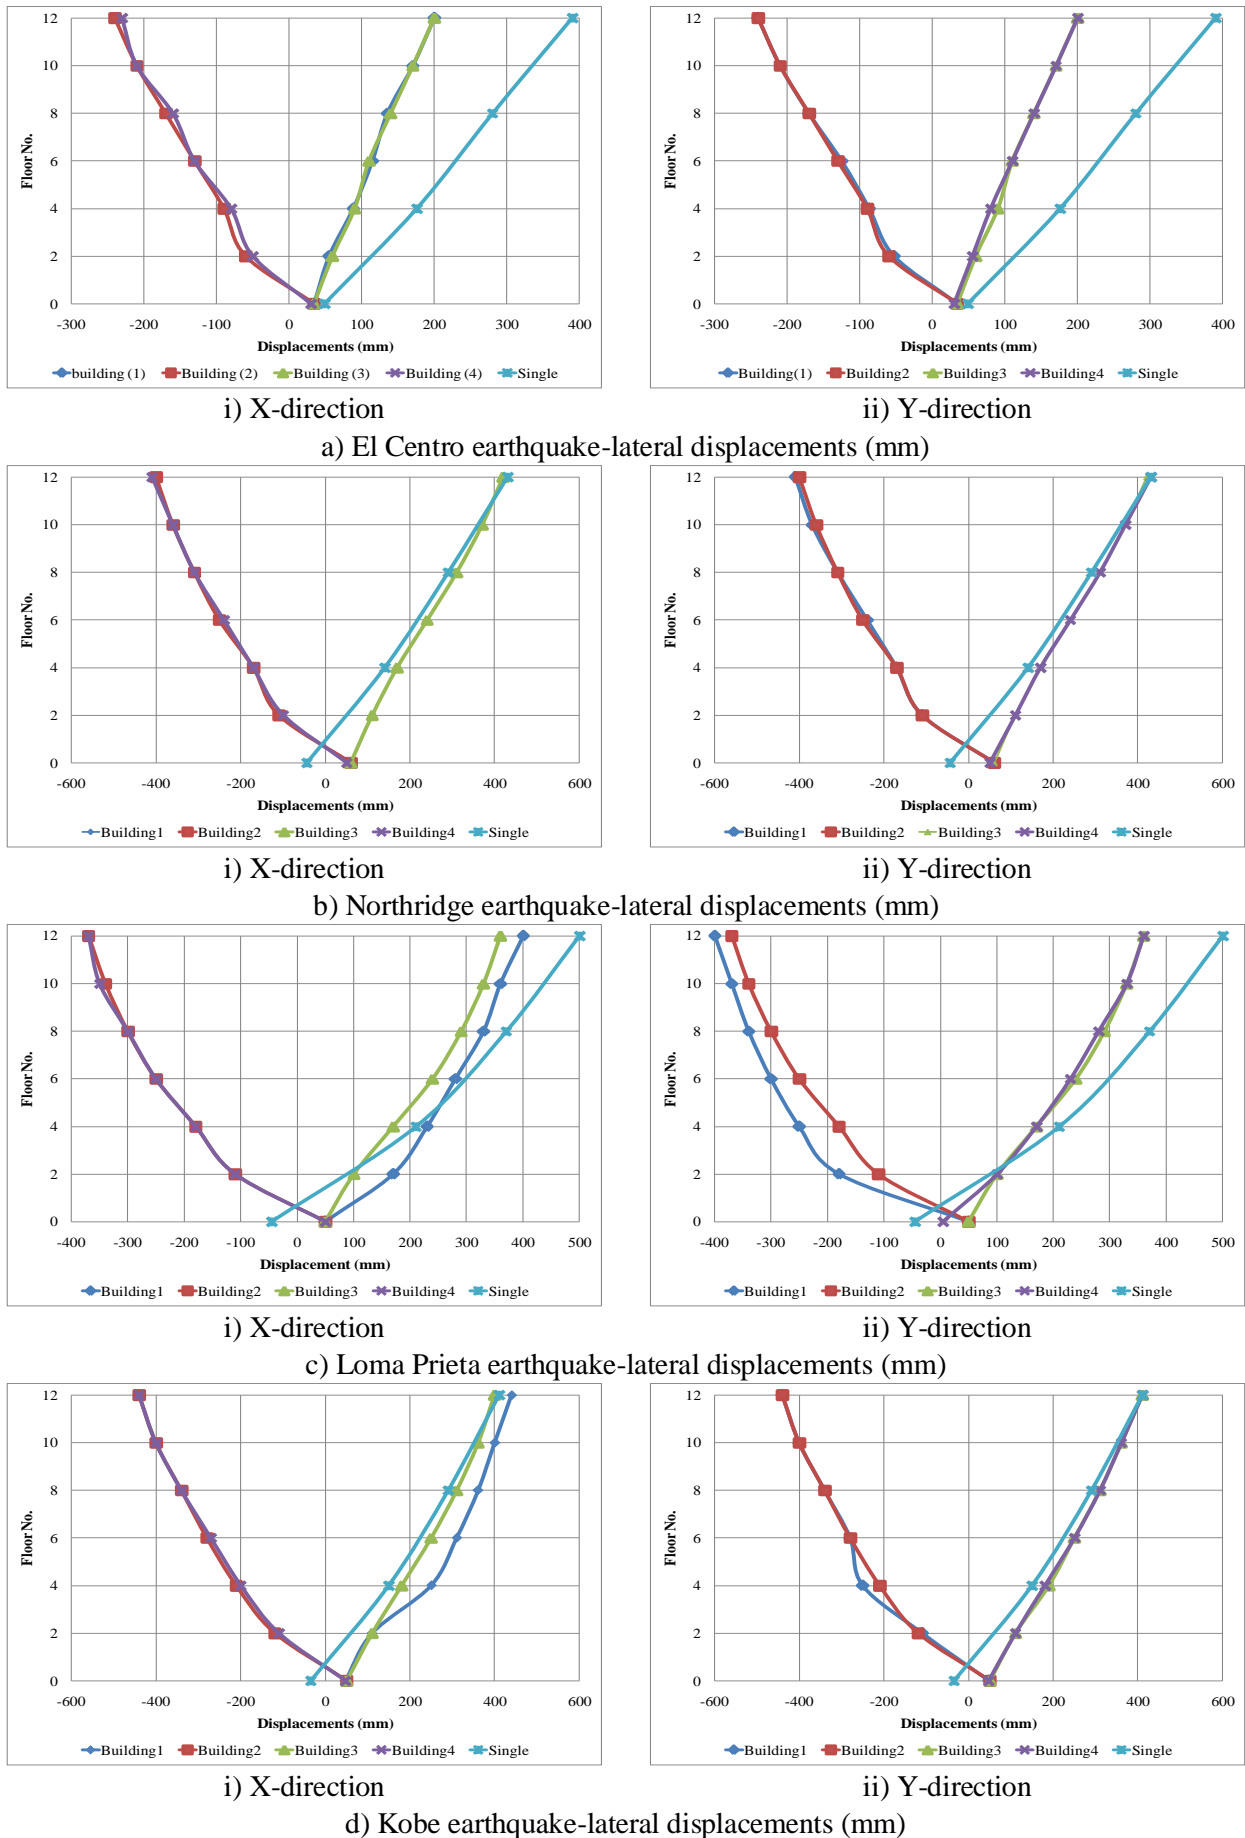 12
10
8
6
4
2
0
Floor No.
-300 -200 -100 0 100 200 300 400
Displacements (mm)
building (1) Building (2) Building (3) Building (4) Single
i) X-direction
12
10
8
6
4
2
0
Floor No.
-300 -200 -100 0 100 200 300 400
Displacements (mm)
Building(1) Building2 Building3 Building4 Single
ii) Y-direction
a) El Centro earthquake-lateral displacements (mm)
12
10
8
6
4
2
0
Floor No.
-600 -400 -200 0 200 400 600
Displacements (mm)
Building1 Building2 Building3 Building4 Single
i) X-direction
12
10
8
6
4
2
0
Floor No.
-600 -400 -200 0 200 400 600
Displacements (mm)
Building1 Building2 Building3 Building4 Single
ii) Y-direction
b) Northridge earthquake-lateral displacements (mm)
12
10
8
6
4
2
0
Floor No.
-400 -300 -200 -100 0 100 200 300 400 500
Displacement (mm)
Building1 Building2 Building3 Building4 Single
i) X-direction
12
10
8
6
4
2
0
Floor No.
-400 -300 -200 -100 0 100 200 300 400 500
Displacements (mm)
Building1 Building2 Building3 Building4 Single
ii) Y-direction
c) Loma Prieta earthquake-lateral displacements (mm)
12
10
8
6
4
2
0
Floor No.
-600 -400 -200 0 200 400 600
Displacements (mm)
Building1 Building2 Building3 Building4 Single
i) X-direction
12
10
8
6
4
2
0
Floor No.
-600 -400 -200 0 200 400 600
Displacements (mm)
Building1 Building2 Building3 Building4 Single
ii) Y-direction
d) Kobe earthquake-lateral displacements (mm)